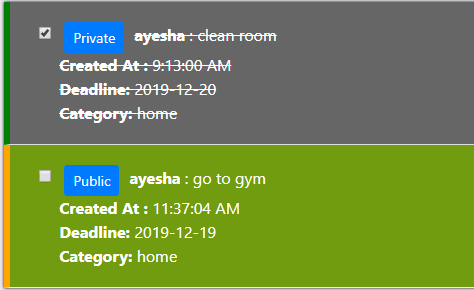 Private ayesha : clean room
Created At : 9:13:00 AM
Deadline: 2019-12-20
Category: home
Public ayesha : go to gym
Created At : 11:37:04 AM
Deadline: 2019-12-19
Category: home